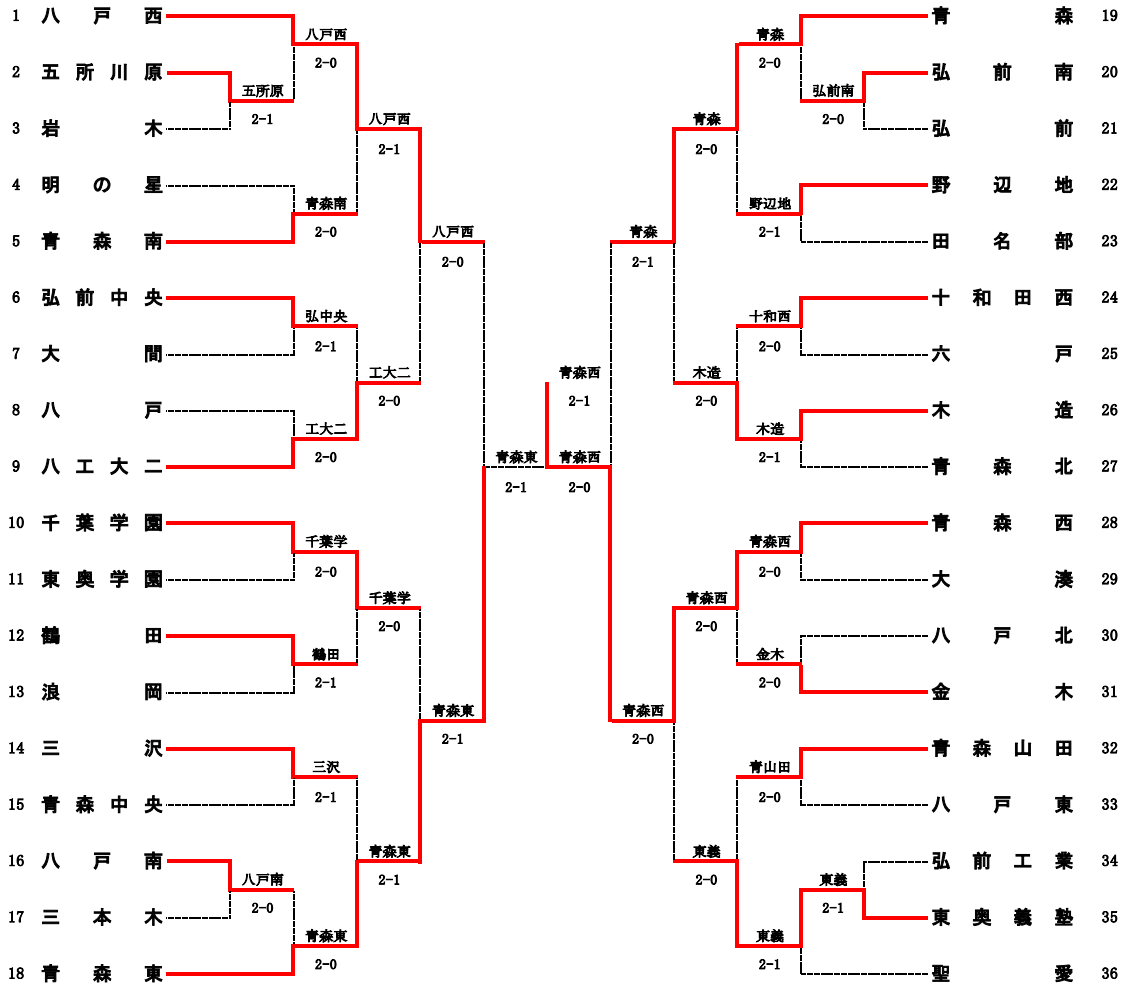 1 八戸西
2 五所川原
3 岩木
4 明の星
5 青森南
6 弘前中央
7 大間
8 八戸
9 八工大二
10 千葉学園
11 東奥学園
12 鶴田
13 浪岡
14 三沢
15 青森中央
16 八戸南
17 三本木
18 青森東
五所原
2-1
八戸南
2-0
八戸西
2-0
青森南
2-0
弘中央
2-1
工大二
2-0
千葉学
2-0
鶴田
2-1
三沢
2-1
青森東
2-0
八戸西
2-1
工大二
2-0
千葉学
2-0
青森東
2-1
八戸西
2-0
青森東
2-1
青森東
2-1
青森西
2-1
青森西
2-0
青森
2-1
青森西
2-0
青森
2-0
木造
2-0
青森西
2-0
東義
2-0
青森
2-0
野辺地
2-1
十和西
2-0
木造
2-1
青森西
2-0
金木
2-0
青山田
2-0
東義
2-1
弘前南
2-0
東義
2-1
青森 19
弘前南 20
弘前 21
野辺地 22
田名部 23
十和田西 24
六戸 25
木造 26
青森北 27
青森西 28
大湊 29
八戸北 30
金木 31
青森山田 32
八戸東 33
弘前工業 34
東奥義塾 35
聖愛 36